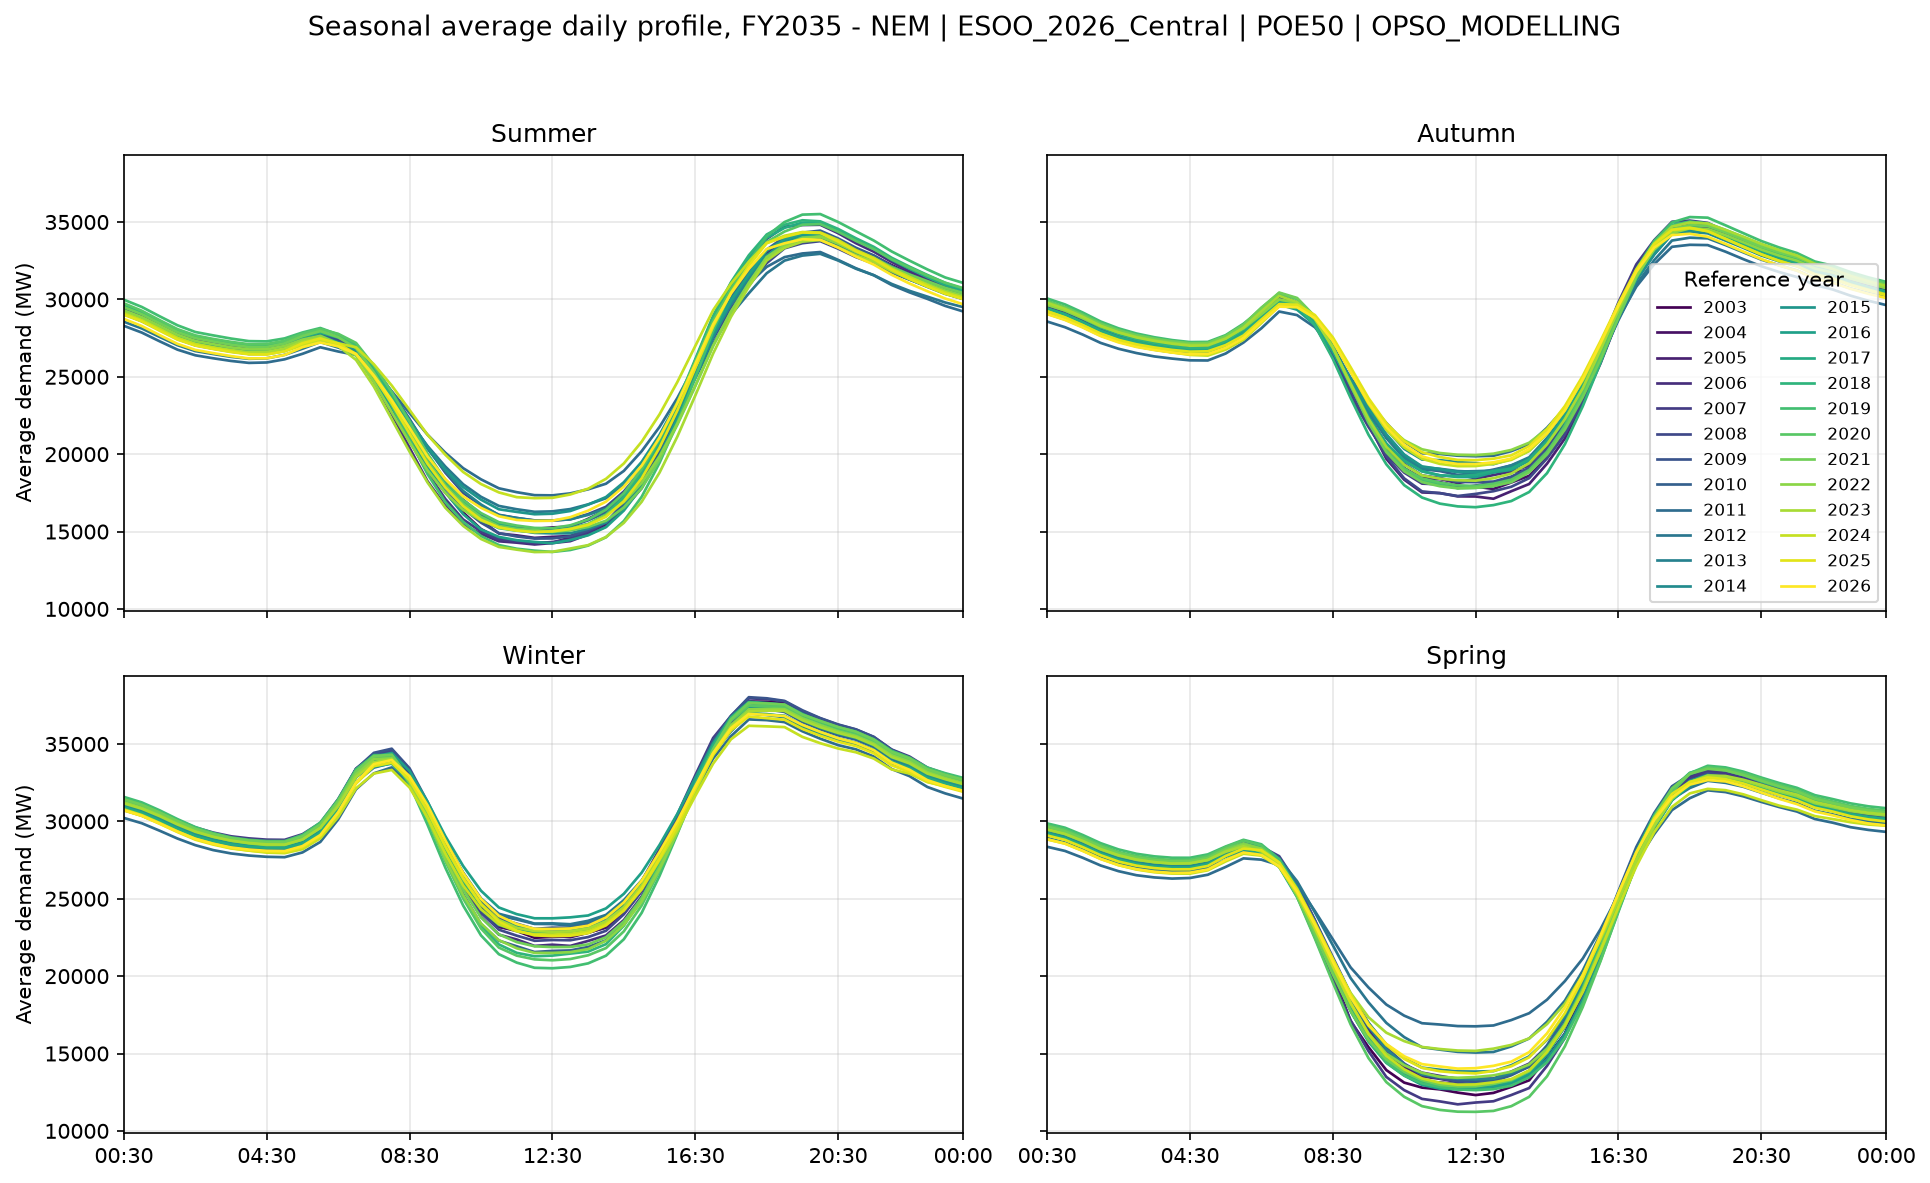 Seasonal average daily profile, FY2035 - NEM | ESOO_2026_Central | POE50 | OPSO_MODELLING
Summer
Average demand (MW)
35000
30000
25000
20000
15000
10000
Autumn
Reference year
2003 2015
2004 2016
2005 2017
2006 2018
2007 2019
2008 2020
2009 2021
2010 2022
2011 2023
2012 2024
2013 2025
2014 2026
Winter
Average demand (MW)
35000
30000
25000
20000
15000
10000
00:30 04:30 08:30 12:30 16:30 20:30 00:00
Spring
00:30 04:30 08:30 12:30 16:30 20:30 00:00